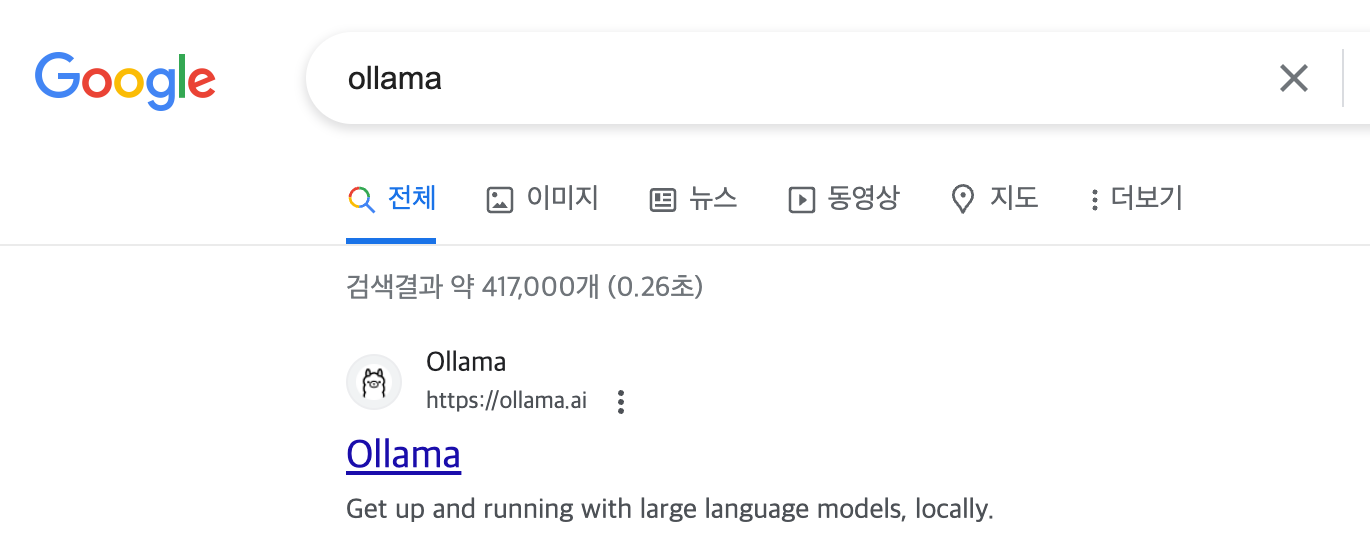 Google
ollama
전체 이미지 뉴스 동영상 지도 더보기
검색결과 약 417,000개 (0.26초)
Ollama
https://ollama.ai
Ollama
Get up and running with large language models, locally.